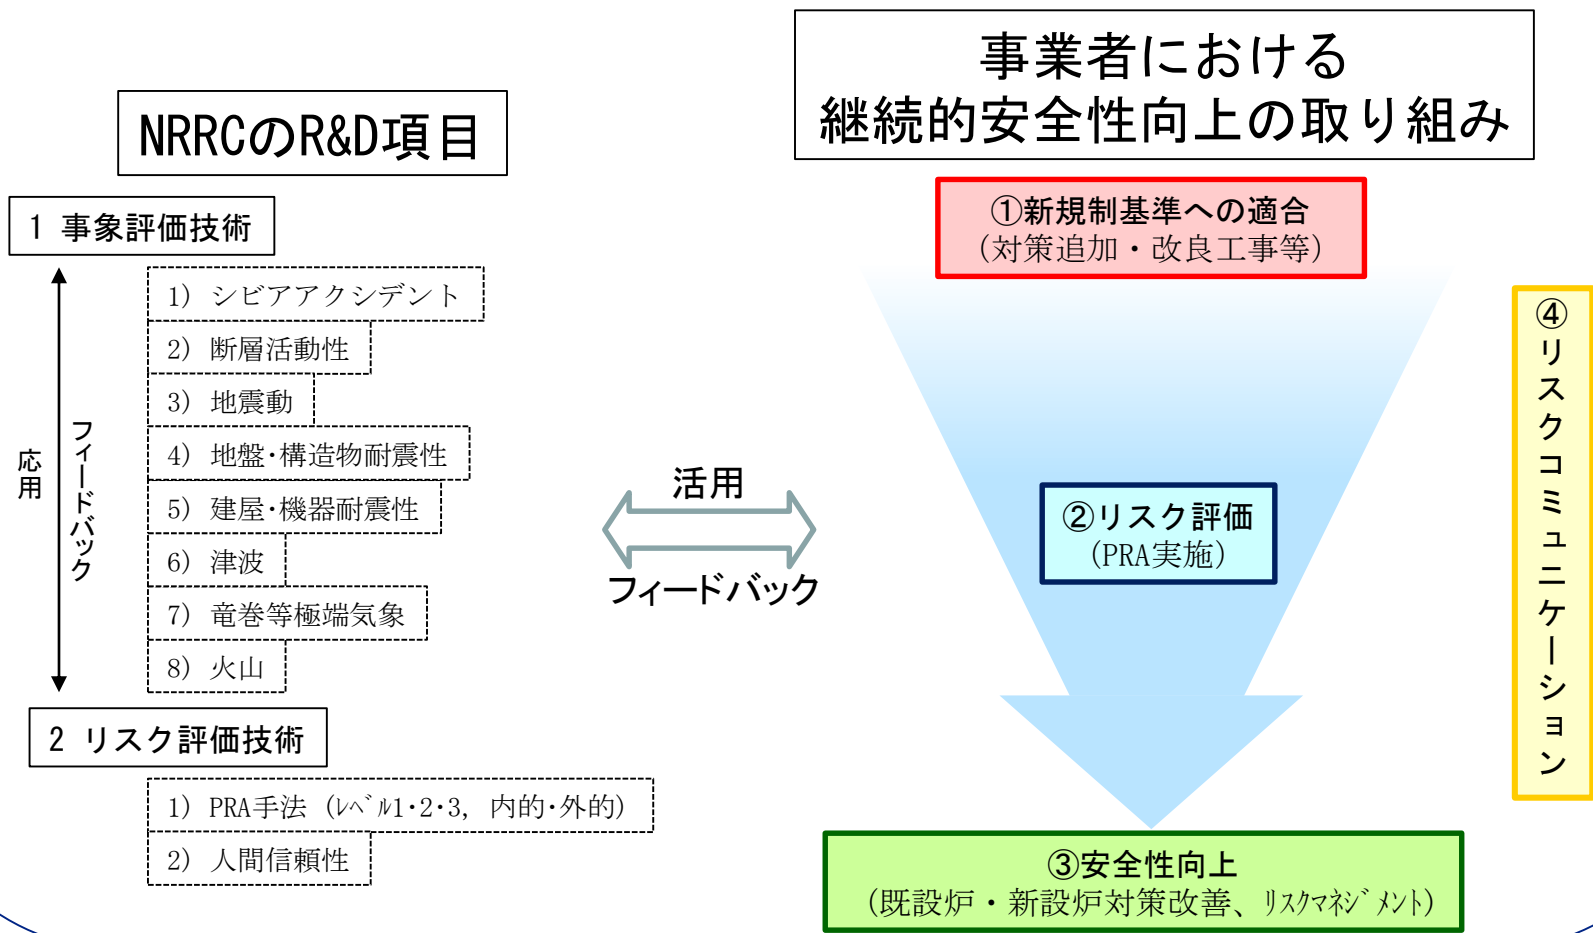 NRRCのR&D項目
1 事象評価技術
1) シビアアクシデント
2) 断層活動性
3) 地震動
4) 地盤・構造物耐震性
5) 建屋・機器耐震性
6) 津波
7) 竜巻等極端気象
8) 火山
応用
フィードバック
2 リスク評価技術
1) PRA手法 (ﾚﾍﾞﾙ1・2・3, 内的・外的)
2) 人間信頼性
活用
フィードバック
事業者における
継続的安全性向上の取り組み
①新規制基準への適合
(対策追加・改良工事等)
②リスク評価
(PRA実施)
③安全性向上
(既設炉・新設炉対策改善、ﾘｽｸﾏﾈｼﾞﾒﾝﾄ)
④リスクコミュニケーション